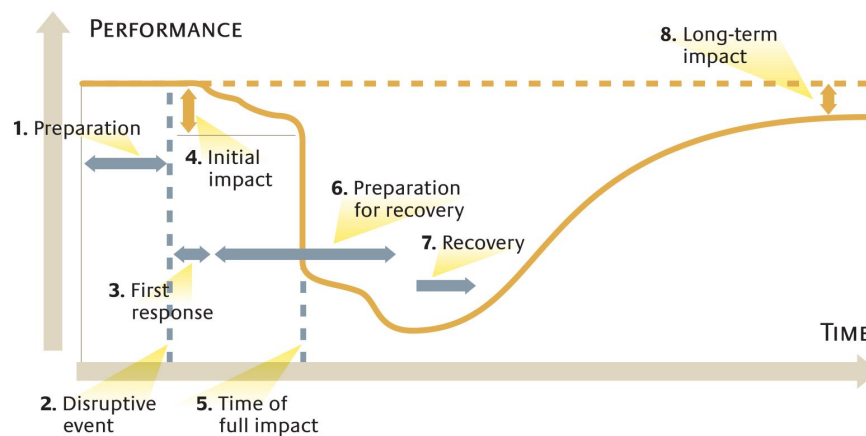 PERFORMANCE
8. Long-term
impact
1. Preparation
4. Initial
impact
6. Preparation
for recovery
7. Recovery
3. First
response
TIME
2. Disruptive
event
5. Time of
full impact